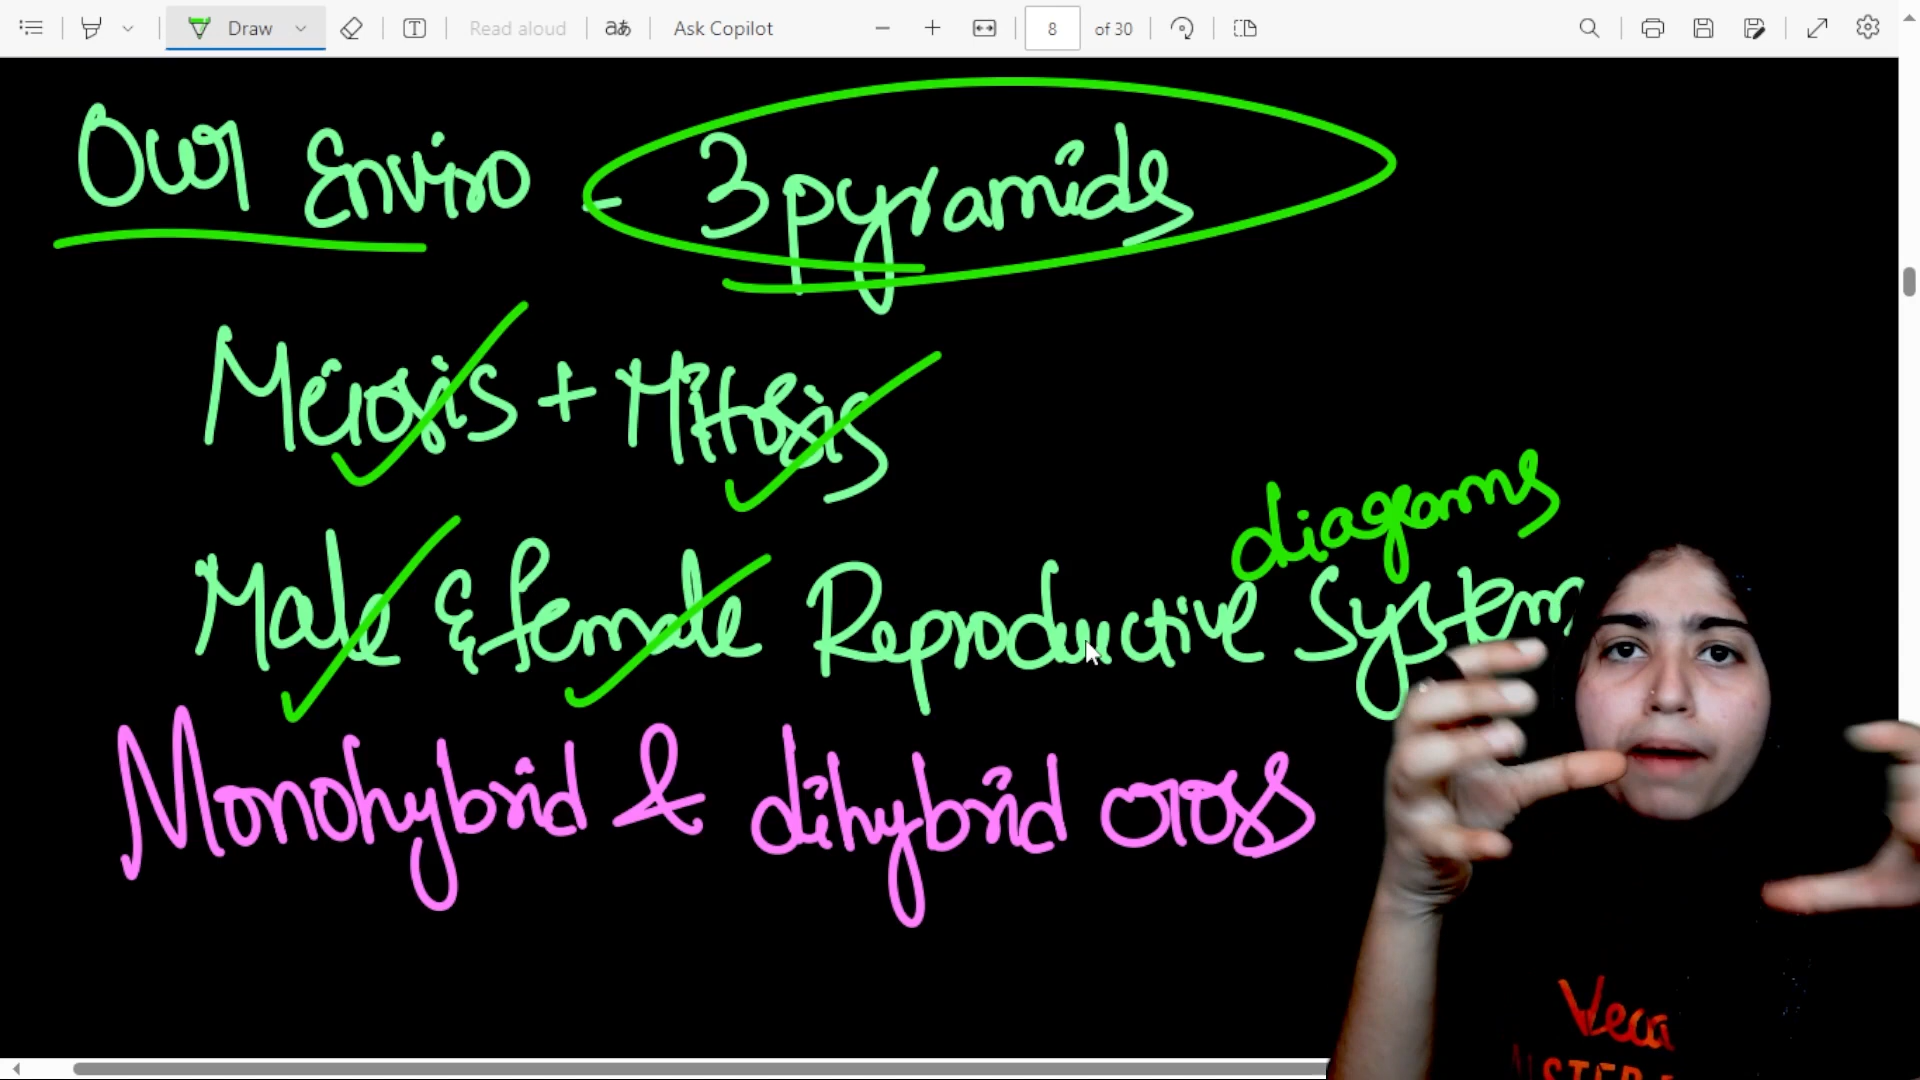 Draw Read aloud Ask Copilot 8 of 30
Our Enviro - 3 pyramids
Meiosis + Mitosis
diagrams
Male & female Reproductive System
Monohybrid & dihybrid cross